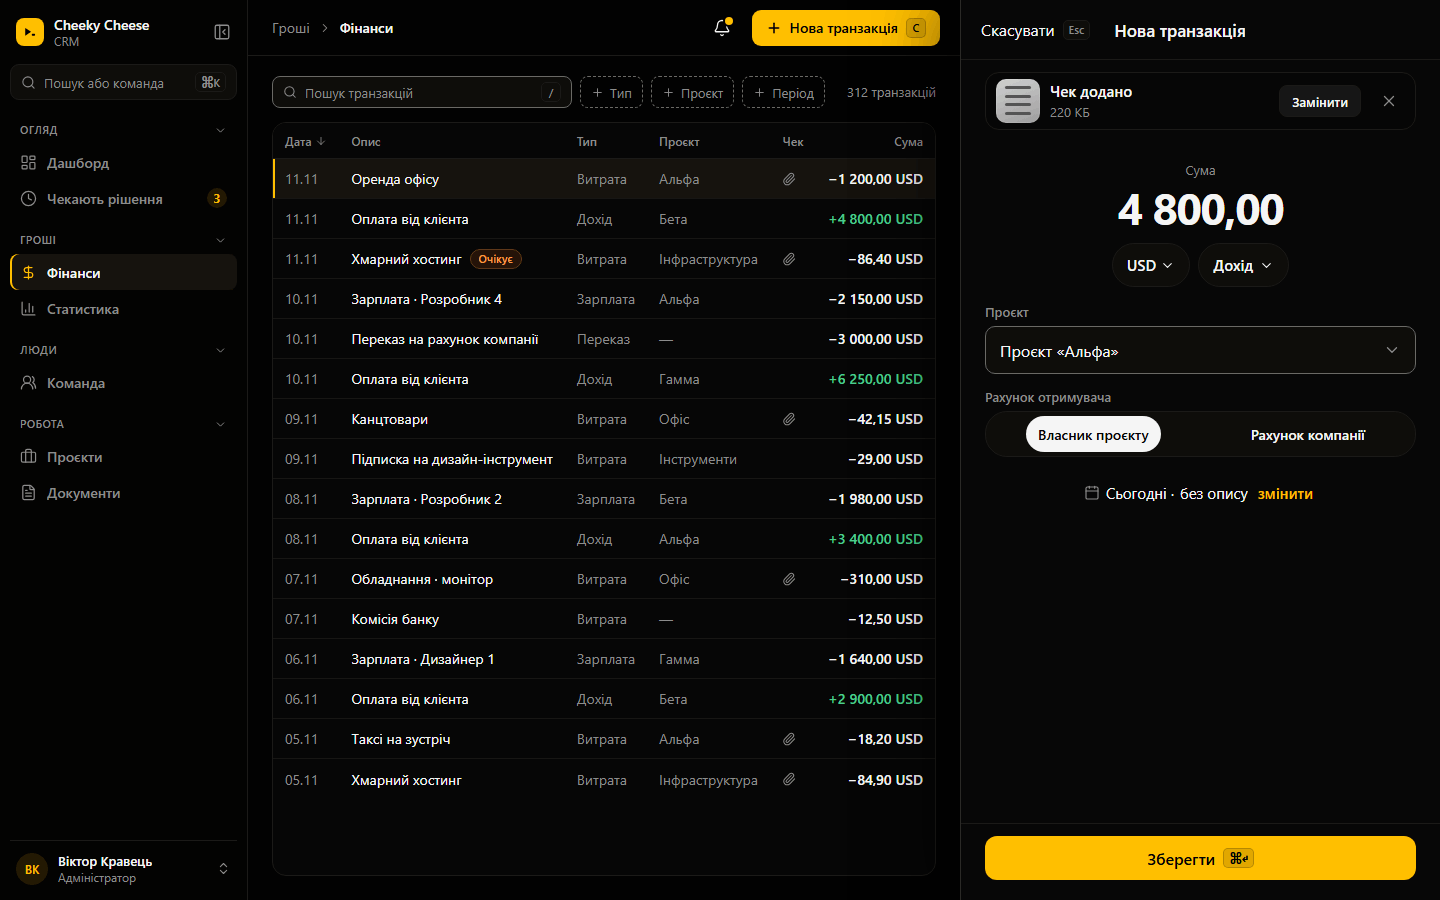 Cheeky Cheese
CRM
Пошук або команда ⌘K
ОГЛЯД
Дашборд
Чекають рішення 3
ГРОШІ
Фінанси
Статистика
ЛЮДИ
Команда
РОБОТА
Проєкти
Документи
ВК
Віктор Кравець
Адміністратор
Гроші > Фінанси
+ Нова транзакція C
Пошук транзакцій /
+ Тип
+ Проєкт
+ Період
312 транзакцій
Дата ↓ Опис Тип Проєкт Чек Сума
11.11 Оренда офісу Витрата Альфа −1 200,00 USD
11.11 Оплата від клієнта Дохід Бета +4 800,00 USD
11.11 Хмарний хостинг Очікує Витрата Інфраструктура −86,40 USD
10.11 Зарплата · Розробник 4 Зарплата Альфа −2 150,00 USD
10.11 Переказ на рахунок компанії Переказ — −3 000,00 USD
10.11 Оплата від клієнта Дохід Гамма +6 250,00 USD
09.11 Канцтовари Витрата Офіс −42,15 USD
09.11 Підписка на дизайн-інструмент Витрата Інструменти −29,00 USD
08.11 Зарплата · Розробник 2 Зарплата Бета −1 980,00 USD
08.11 Оплата від клієнта Дохід Альфа +3 400,00 USD
07.11 Обладнання · монітор Витрата Офіс −310,00 USD
07.11 Комісія банку Витрата — −12,50 USD
06.11 Зарплата · Дизайнер 1 Зарплата Гамма −1 640,00 USD
06.11 Оплата від клієнта Дохід Бета +2 900,00 USD
05.11 Таксі на зустріч Витрата Альфа −18,20 USD
05.11 Хмарний хостинг Витрата Інфраструктура −84,90 USD
Скасувати Esc Нова транзакція
Чек додано
220 КБ
Замінити
Сума
4 800,00
USD
Дохід
Проєкт
Проєкт «Альфа»
Рахунок отримувача
Власник проєкту
Рахунок компанії
Сьогодні · без опису змінити
Зберегти ⌘↵